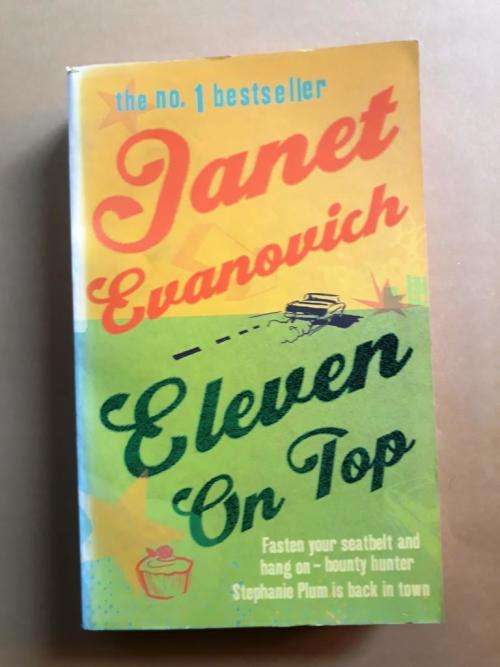 the no. 1 bestseller
Janet
Evanovich
Eleven
On Top
Fasten your seatbelt and
hang on – bounty hunter
Stephanie Plum is back in town